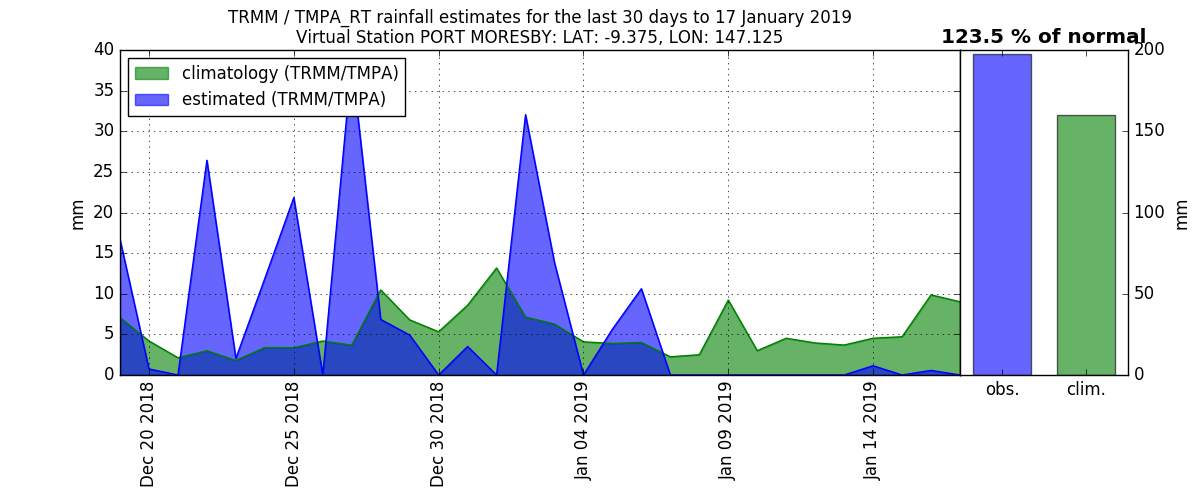 TRMM / TMPA_RT rainfall estimates for the last 30 days to 17 January 2019
Virtual Station PORT MORESBY: LAT: -9.375, LON: 147.125
123.5 % of normal
climatology (TRMM/TMPA)
estimated (TRMM/TMPA)
40
35
30
25
20
15
10
5
0
mm
Dec 20 2018
Dec 25 2018
Dec 30 2018
Jan 04 2019
Jan 09 2019
Jan 14 2019
200
150
100
50
0
mm
obs.
clim.